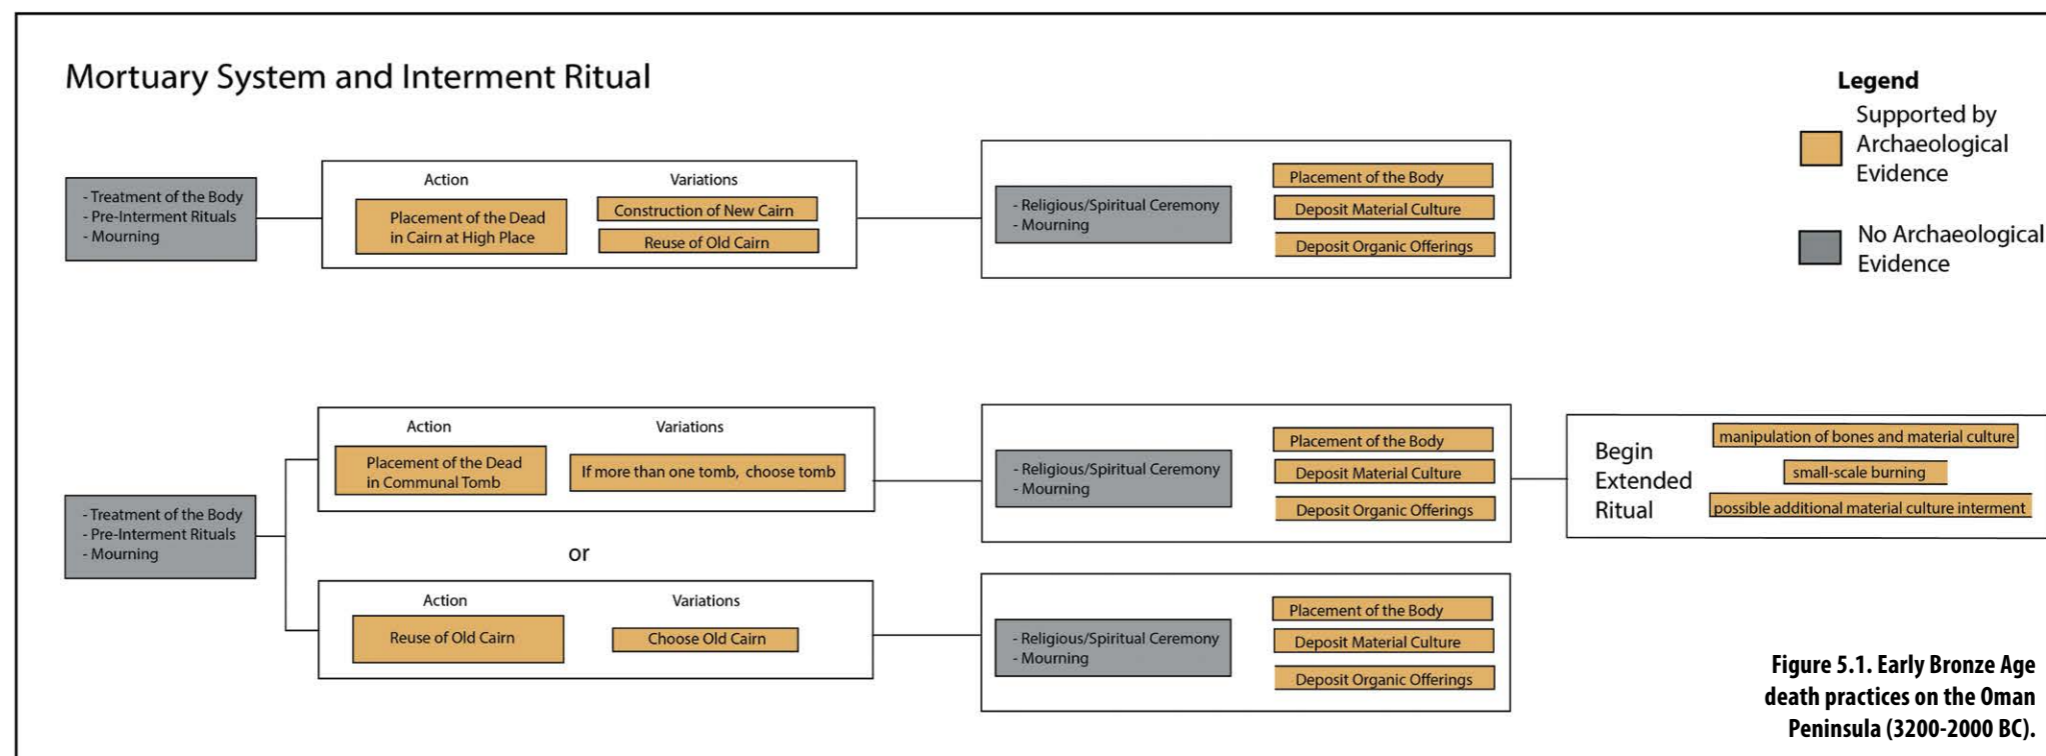 Mortuary System and Interment Ritual
Legend
Supported by
Archaeological
Evidence
No Archaeological
Evidence
- Treatment of the Body
- Pre-Interment Rituals
- Mourning
Action
Placement of the Dead
in Cairn at High Place
Variations
Construction of New Cairn
Reuse of Old Cairn
- Religious/Spiritual Ceremony
- Mourning
Placement of the Body
Deposit Material Culture
Deposit Organic Offerings
- Treatment of the Body
- Pre-Interment Rituals
- Mourning
Action
Placement of the Dead
in Communal Tomb
Variations
If more than one tomb, choose tomb
- Religious/Spiritual Ceremony
- Mourning
Placement of the Body
Deposit Material Culture
Deposit Organic Offerings
Begin
Extended
Ritual
manipulation of bones and material culture
small-scale burning
possible additional material culture interment
or
Action
Reuse of Old Cairn
Variations
Choose Old Cairn
- Religious/Spiritual Ceremony
- Mourning
Placement of the Body
Deposit Material Culture
Deposit Organic Offerings
Figure 5.1. Early Bronze Age
death practices on the Oman
Peninsula (3200-2000 BC).